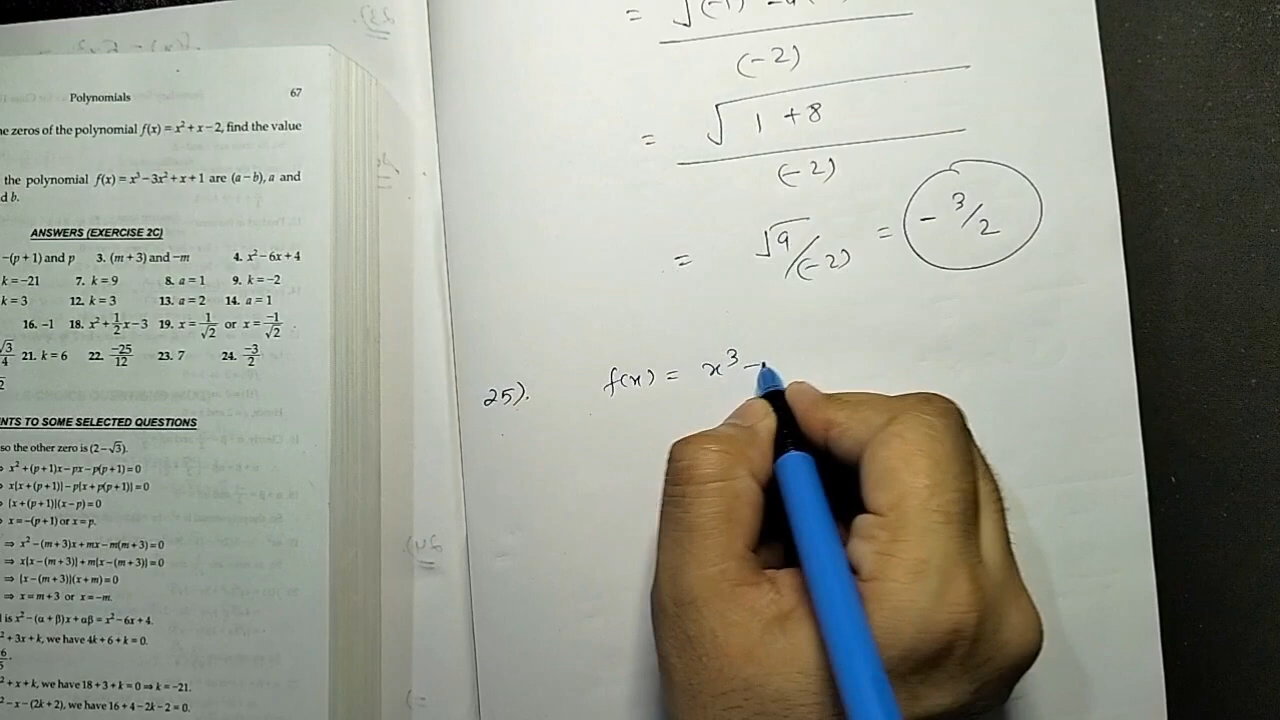 Polynomials 67
he zeros of the polynomial f(x) = x² + x − 2, find the value
the polynomial f(x) = x³ − 3x² + x + 1 are (a − b), a and
d b.
ANSWERS (EXERCISE 2C)
−(p + 1) and p 3. (m + 3) and −m 4. x² − 6x + 4
k = −21 7. k = 9 8. a = 1 9. k = −2
k = 3 12. k = 3 13. a = 2 14. a = 1
16. −1 18. x² + 1/2 x − 3 19. x = 1/√2 or x = −1/√2
√3/4 21. k = 6 22. −25/12 23. 7 24. −3/2
2
NTS TO SOME SELECTED QUESTIONS
so the other zero is (2 − √3).
⇒ x² + (p + 1)x − px − p(p + 1) = 0
⇒ x{x + (p + 1)} − p{x + p(p + 1)} = 0
⇒ {x + (p + 1)}(x − p) = 0
⇒ x = −(p + 1) or x = p.
⇒ x² − (m + 3)x + mx − m(m + 3) = 0
⇒ x{x − (m + 3)} + m{x − (m + 3)} = 0
⇒ {x − (m + 3)}(x + m) = 0
⇒ x = m + 3 or x = −m.
l is x² − (α + β)x + αβ = x² − 6x + 4.
² + 3x + k, we have 4k + 6 + k = 0.
6/5.
² + x + k, we have 18 + 3 + k = 0 ⇒ k = −21.
² − x − (2k + 2), we have 16 + 4 − 2k − 2 = 0.
(−2)
= √1 + 8
(−2)
= √9/(−2) = −3/2
25). f(x) = x³ −